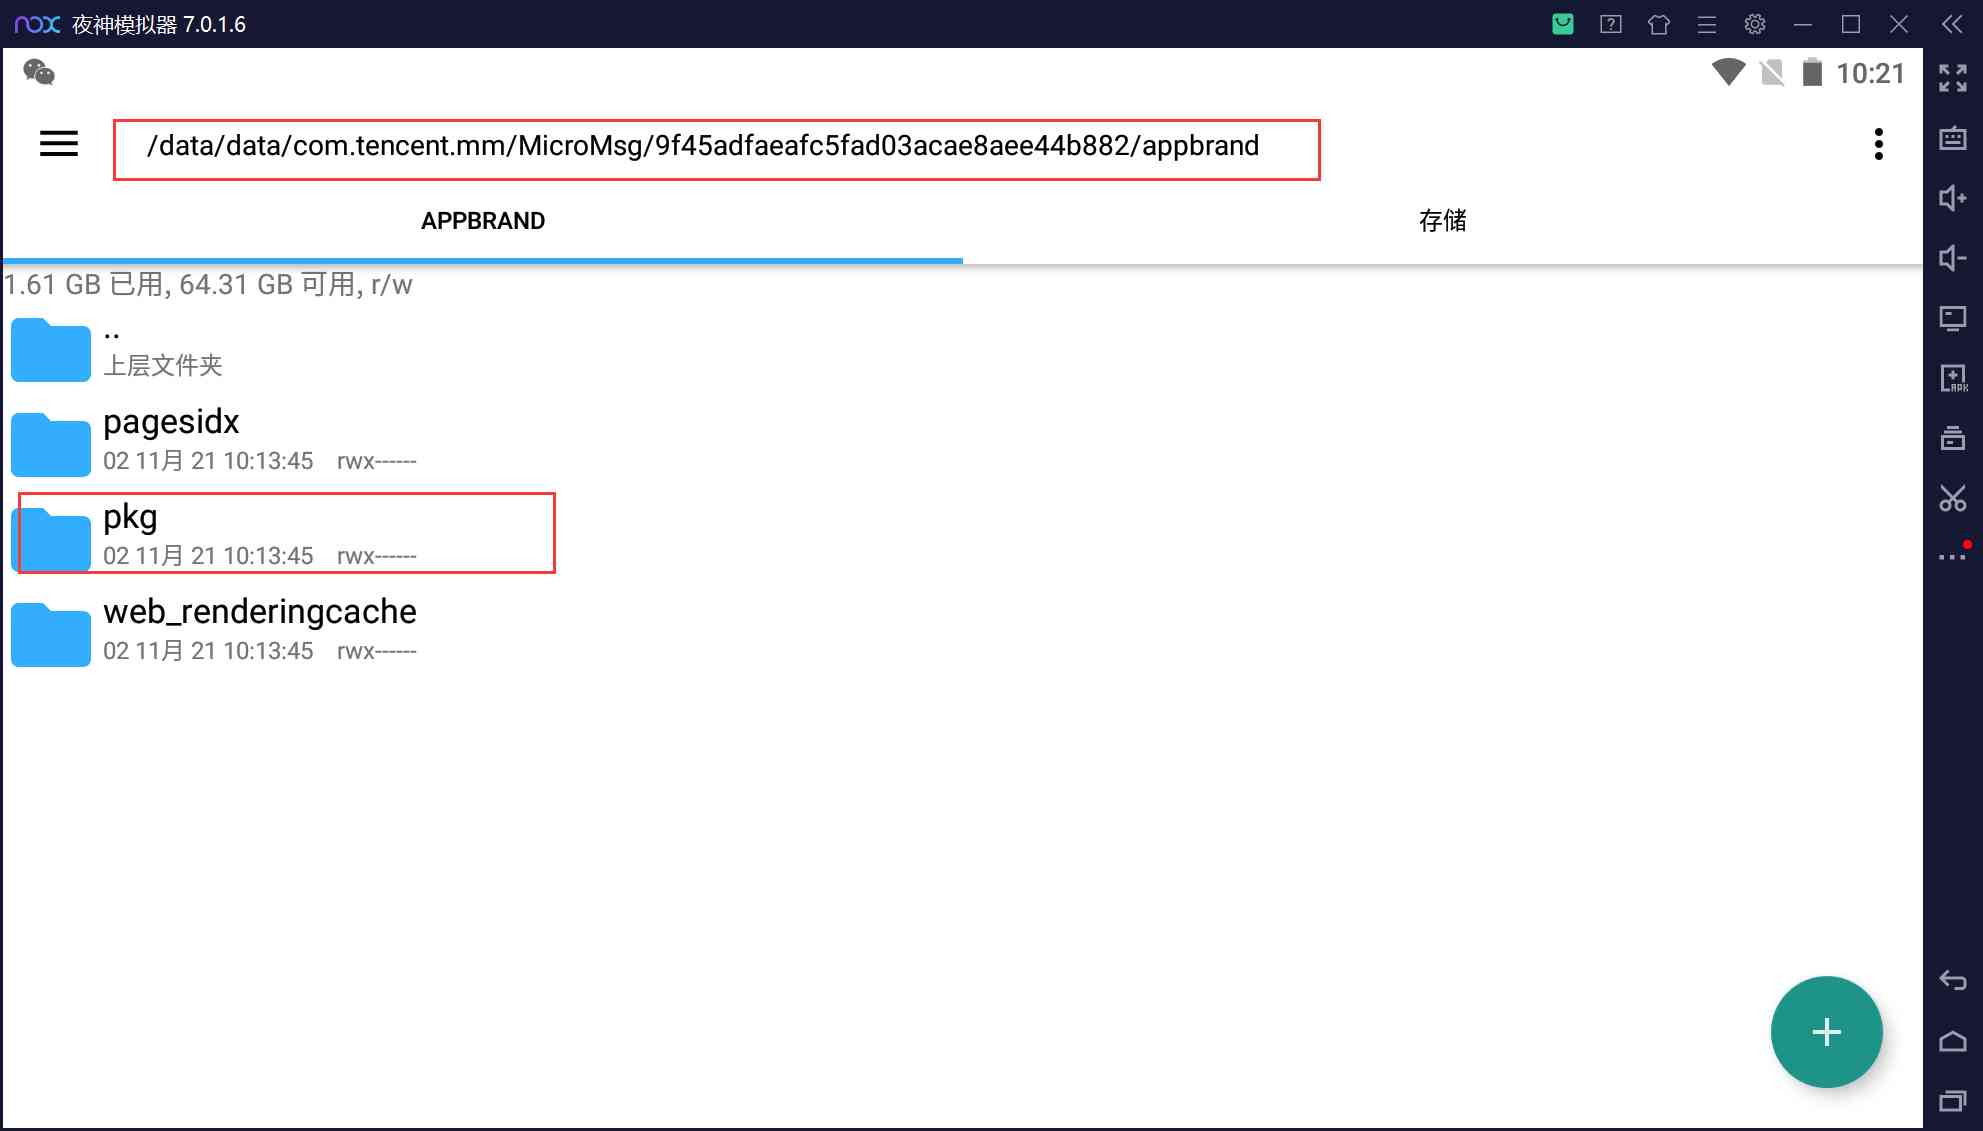 nox 夜神模拟器 7.0.1.6
10:21
/data/data/com.tencent.mm/MicroMsg/9f45adfaeafc5fad03acae8aee44b882/appbrand
APPBRAND
存储
1.61 GB 已用, 64.31 GB 可用, r/w
..
上层文件夹
pagesidx
02 11月 21 10:13:45 rwx------
pkg
02 11月 21 10:13:45 rwx------
web_renderingcache
02 11月 21 10:13:45 rwx------
APK